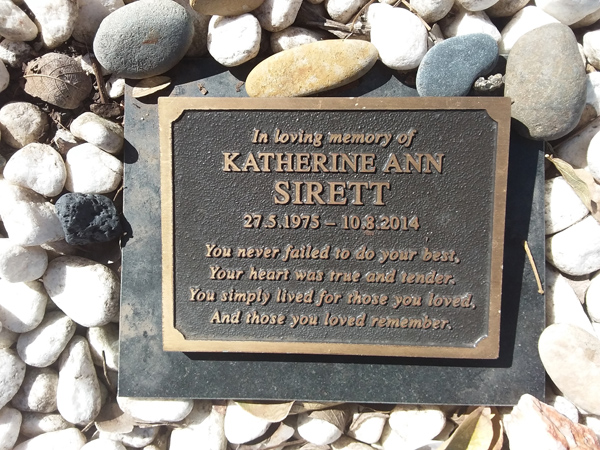 In loving memory of
KATHERINE ANN
SIRETT
27.5.1975 – 10.8.2014
You never failed to do your best,
Your heart was true and tender.
You simply lived for those you loved,
And those you loved remember.